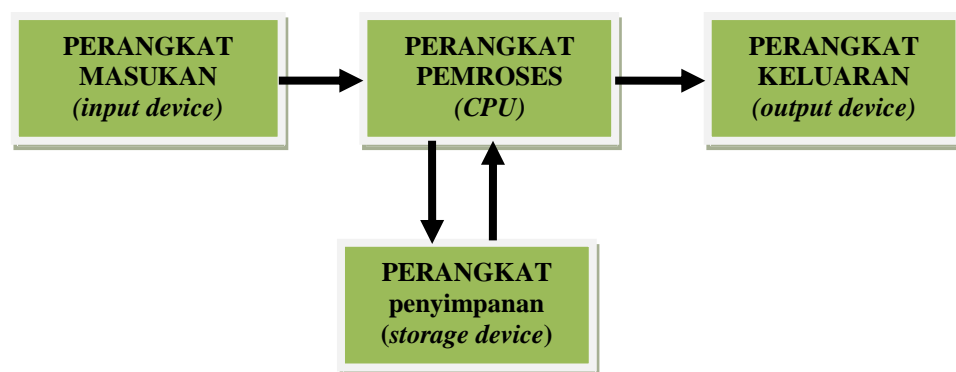 PERANGKAT
MASUKAN
(input device)
PERANGKAT
PEMROSES
(CPU)
PERANGKAT
KELUARAN
(output device)
PERANGKAT
penyimpanan
(storage device)